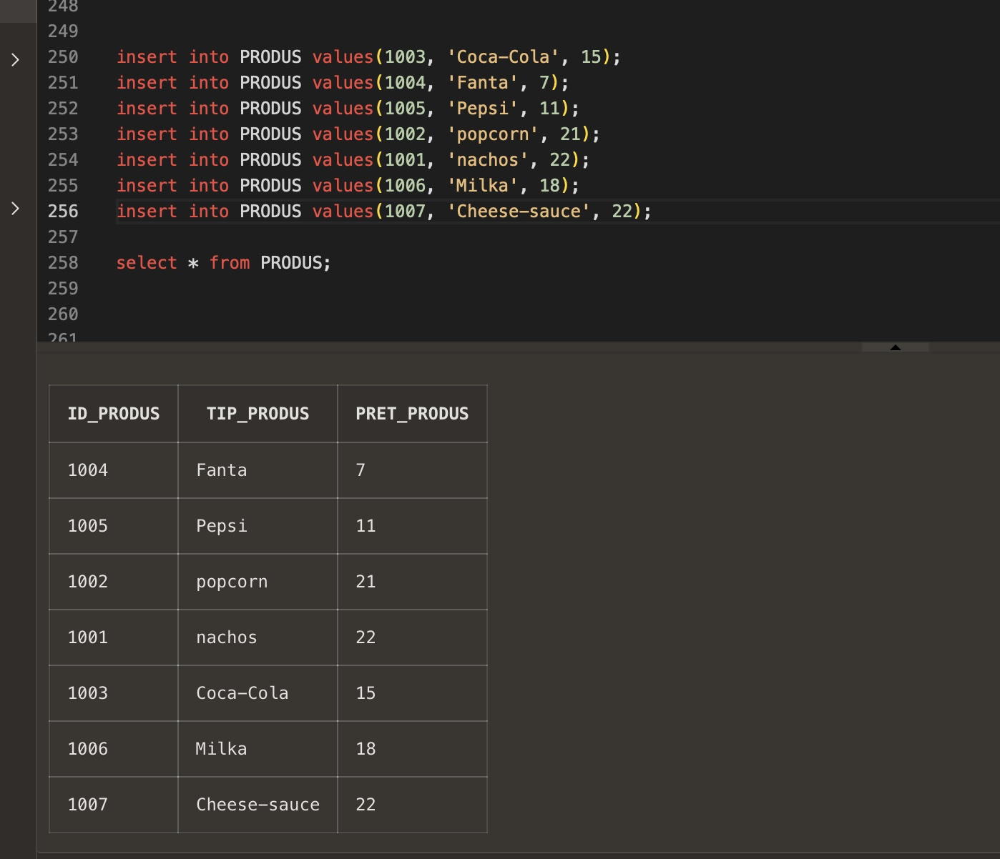 248
249
250 insert into PRODUS values(1003, 'Coca-Cola', 15);
251 insert into PRODUS values(1004, 'Fanta', 7);
252 insert into PRODUS values(1005, 'Pepsi', 11);
253 insert into PRODUS values(1002, 'popcorn', 21);
254 insert into PRODUS values(1001, 'nachos', 22);
255 insert into PRODUS values(1006, 'Milka', 18);
256 insert into PRODUS values(1007, 'Cheese-sauce', 22);
257
258 select * from PRODUS;
259
260
261
ID_PRODUS TIP_PRODUS PRET_PRODUS
1004 Fanta 7
1005 Pepsi 11
1002 popcorn 21
1001 nachos 22
1003 Coca-Cola 15
1006 Milka 18
1007 Cheese-sauce 22